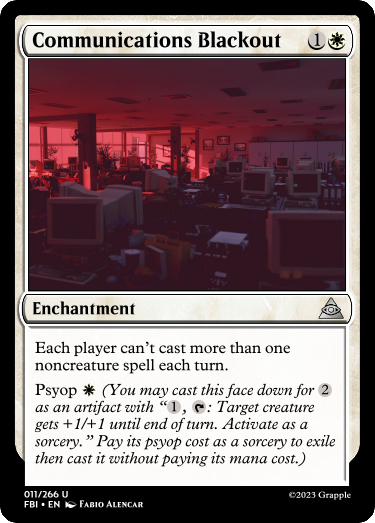 Communications Blackout 1
Enchantment
Each player can't cast more than one
noncreature spell each turn.
Psyop (You may cast this face down for 2
as an artifact with “1, : Target creature
gets +1/+1 until end of turn. Activate as a
sorcery.” Pay its psyop cost as a sorcery to exile
then cast it without paying its mana cost.)
011/266 U
FBI • EN Fabio Alencar
©2023 Grapple